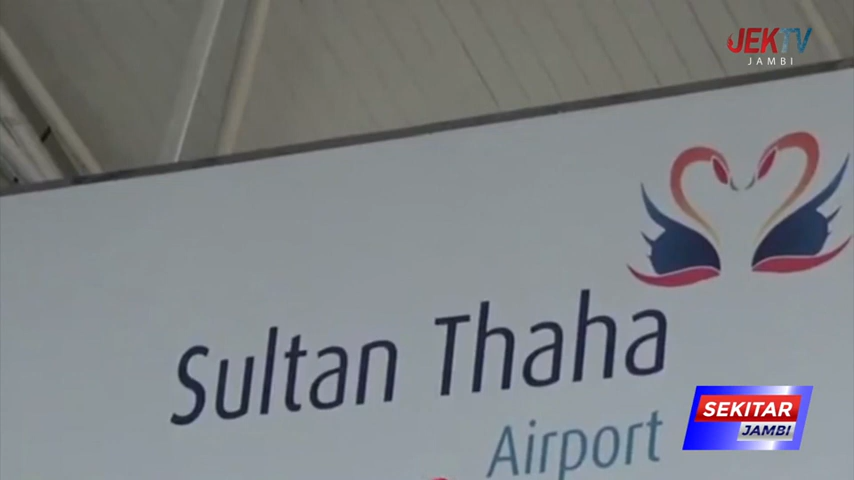 JEKTV
JAMBI
Sultan Thaha
Airport
SEKITAR
JAMBI